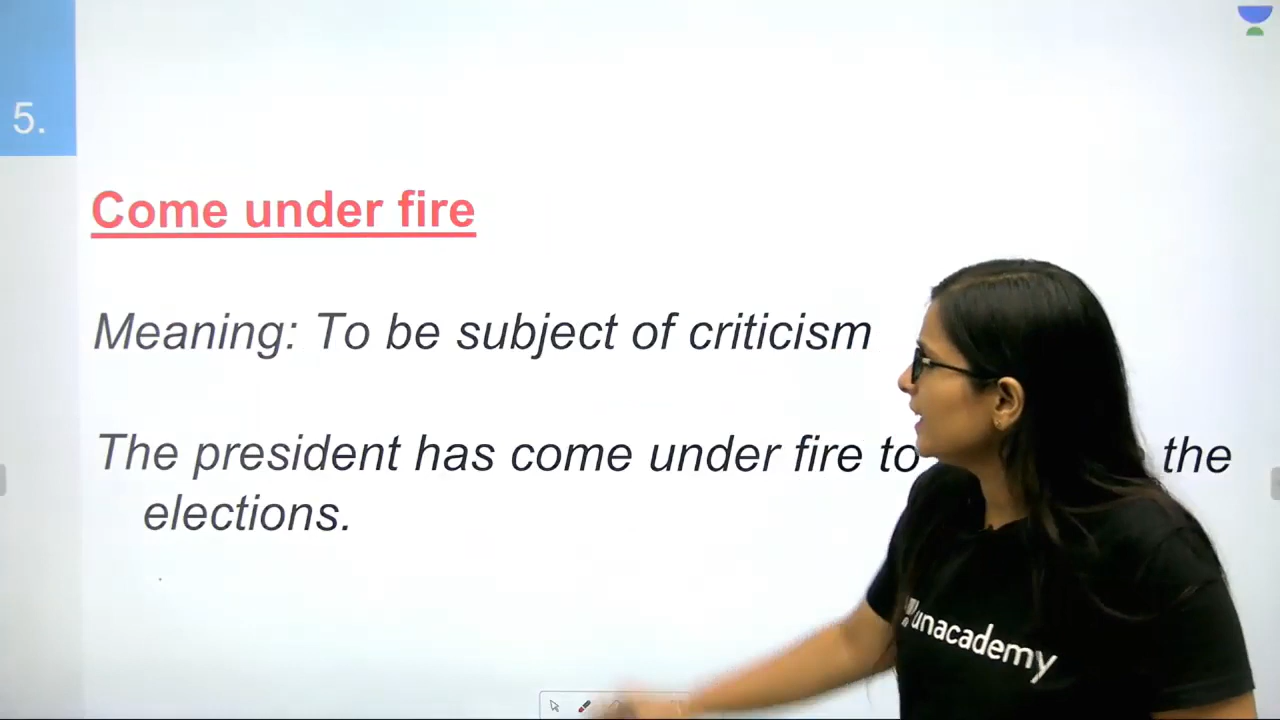 5.
Come under fire
Meaning: To be subject of criticism
The president has come under fire to the
elections.
unacademy